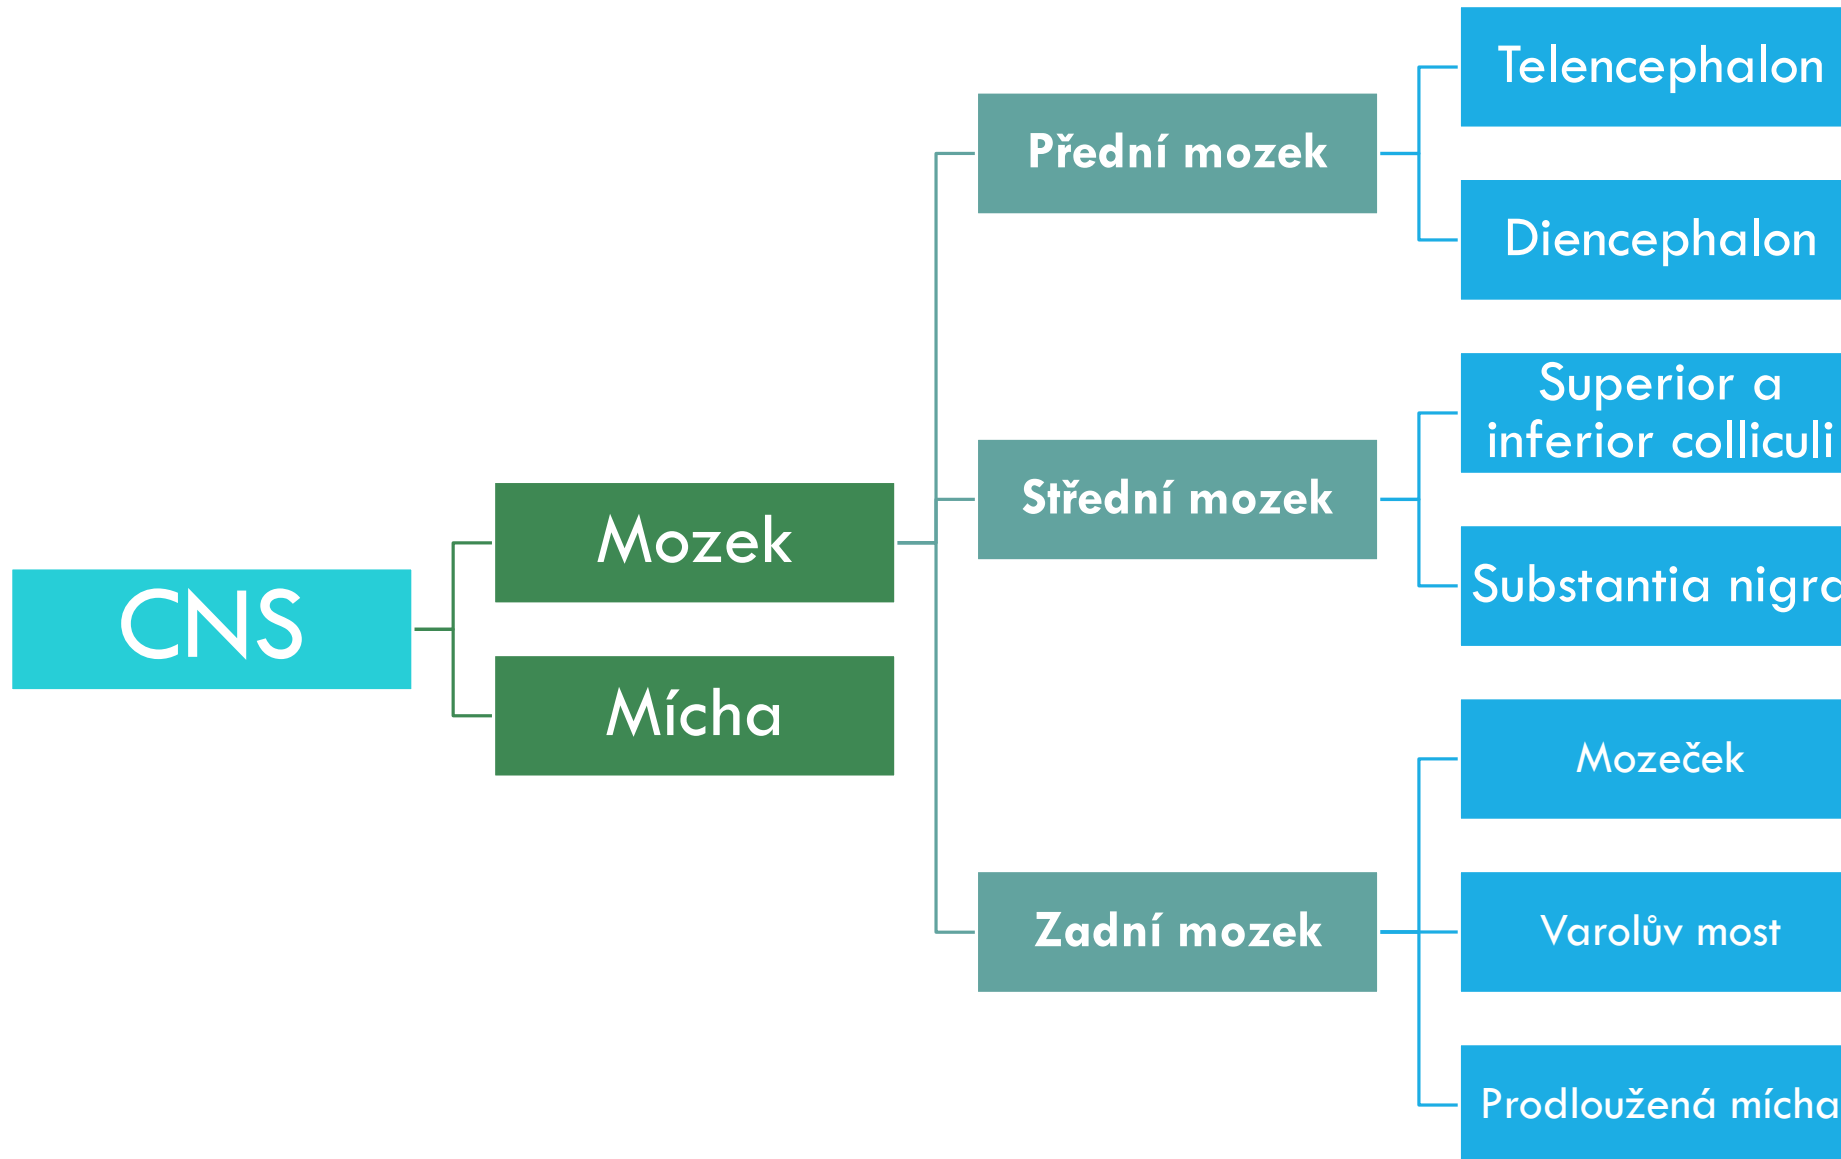 CNS
Mozek
Mícha
Přední mozek
Střední mozek
Zadní mozek
Telencephalon
Diencephalon
Superior a
inferior colliculi
Substantia nigra
Mozeček
Varolův most
Prodloužená mícha